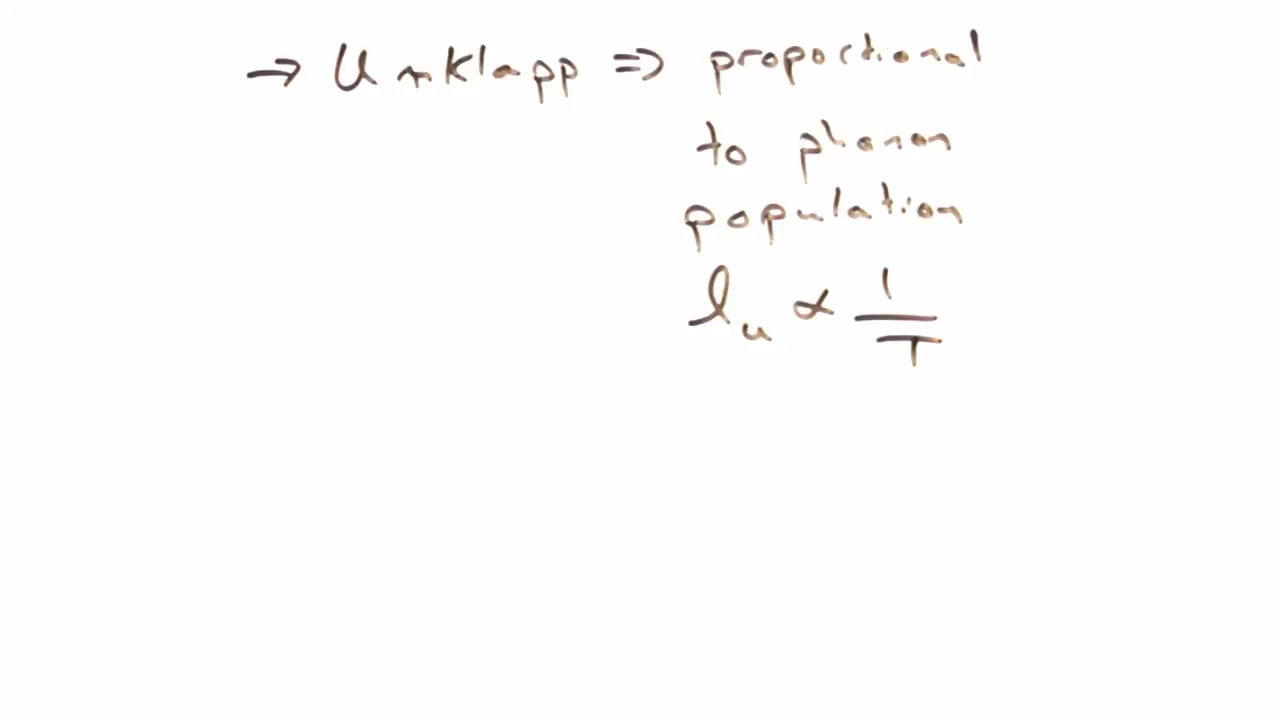 → Umklapp ⇒ proportional
to phonon
population
l_u ∝ 1/T